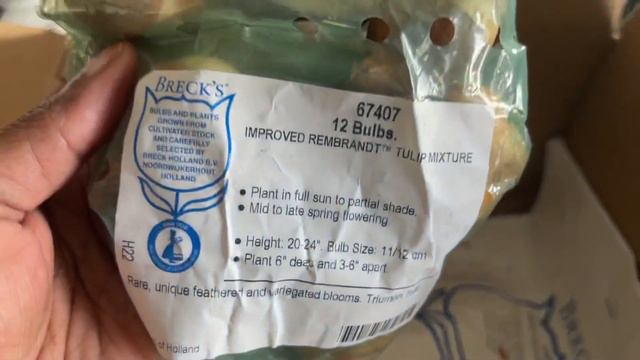 BRECK'S
BULBS AND PLANTS
GROWN FROM
CULTIVATED STOCK
AND CAREFULLY
SELECTED BY
BRECK HOLLAND B.V.
NOORDWIJKERHOUT
HOLLAND
67407
12 Bulbs.
IMPROVED REMBRANDT™ TULIP MIXTURE
• Plant in full sun to partial shade.
• Mid to late spring flowering.
• Height: 20-24". Bulb Size: 11/12 cm
• Plant 6" deep and 3-6" apart.
H22
Rare, unique feathered and variegated blooms.
of Holland
BRECK'S